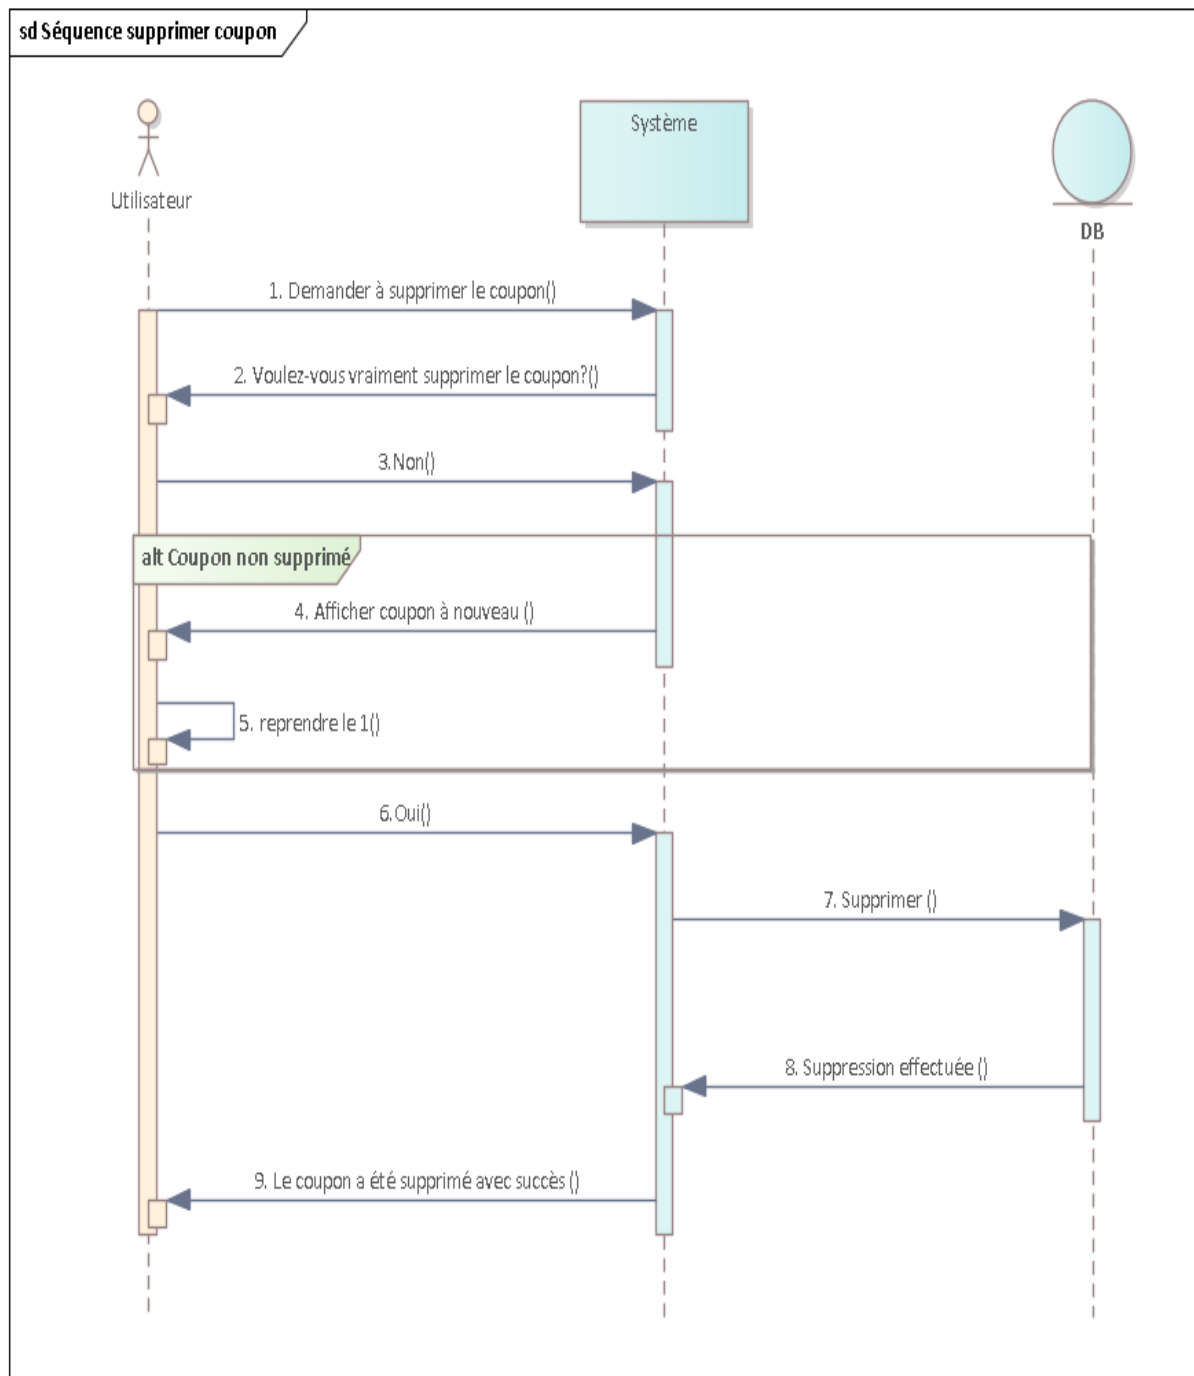 sd Séquence supprimer coupon
Utilisateur
Système
DB
1. Demander à supprimer le coupon()
2. Voulez-vous vraiment supprimer le coupon?()
3.Non()
alt Coupon non supprimé
4. Afficher coupon à nouveau ()
5. reprendre le 1()
6.Oui()
7. Supprimer ()
8. Suppression effectuée ()
9. Le coupon a été supprimé avec succès ()